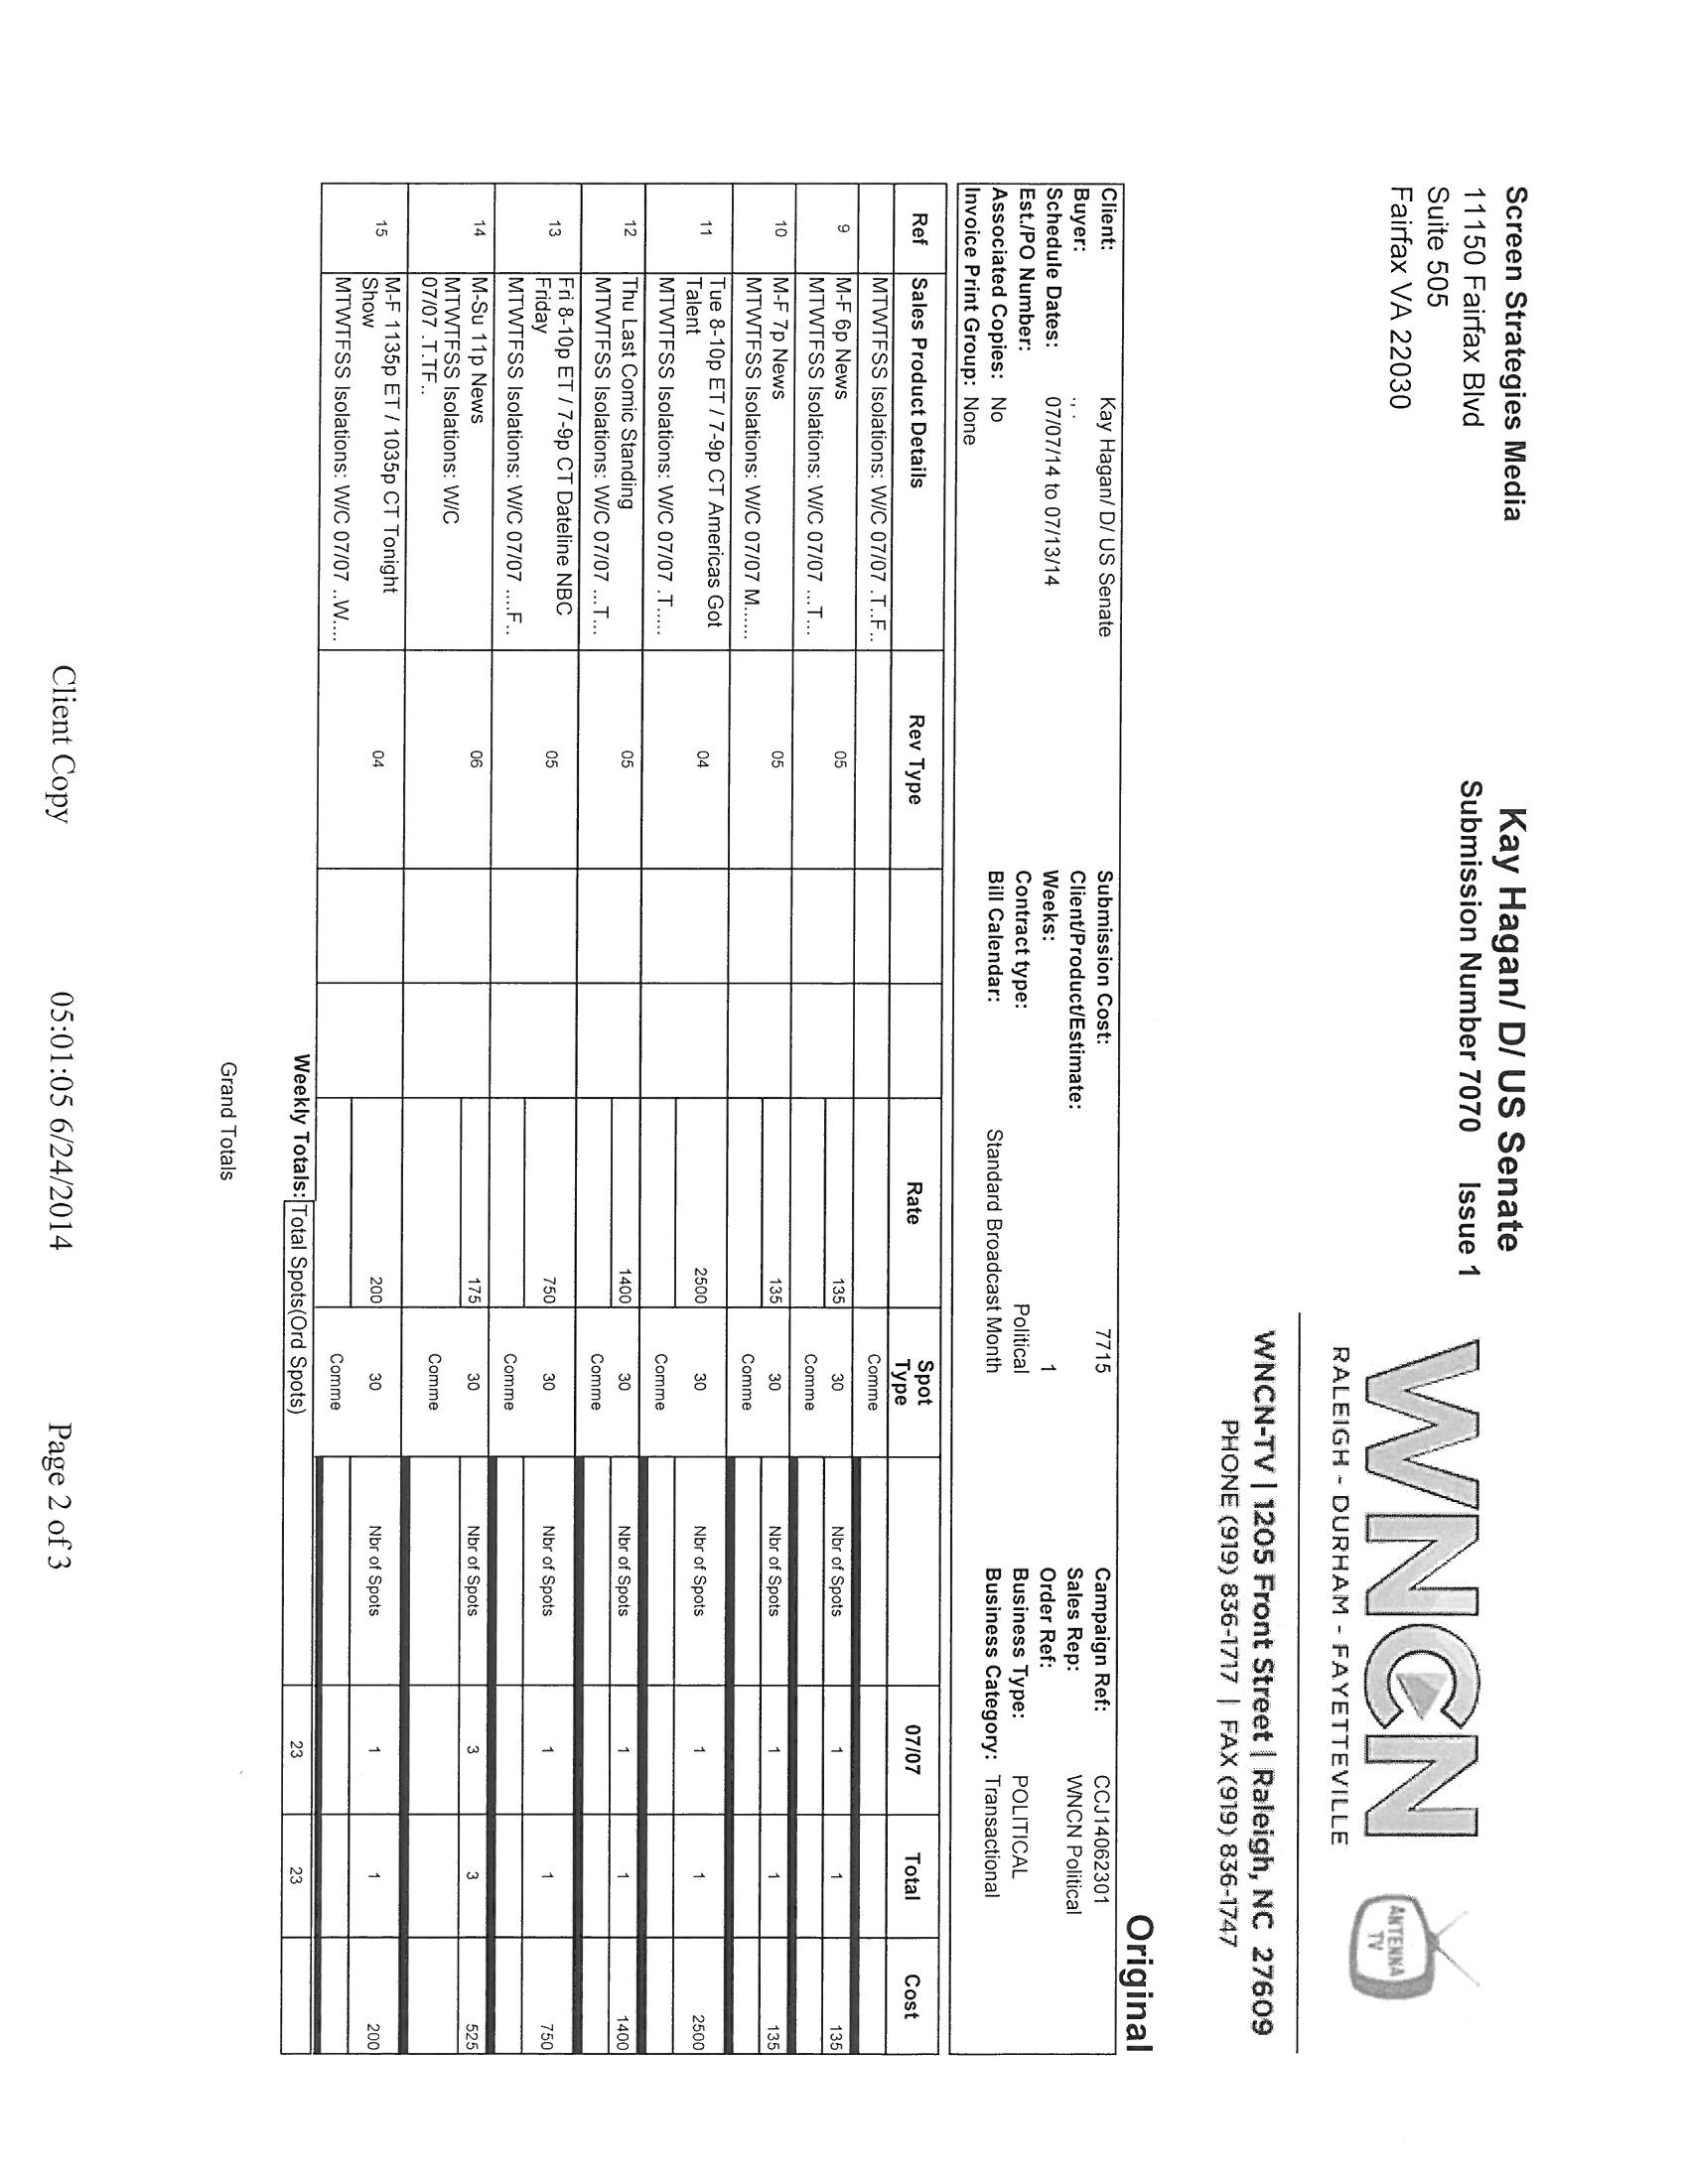 Screen Strategies Media
11150 Fairfax Blvd
Suite 505
Fairfax VA 22030
Kay Hagan/ D/ US Senate
Submission Number 7070 Issue 1
WNCN
RALEIGH - DURHAM - FAYETTEVILLE
ANTENNA
TV
WNCN-TV | 1205 Front Street | Raleigh, NC 27609
PHONE (919) 836-1717 | FAX (919) 836-1747
Original
Client: Kay Hagan/ D/ US Senate Submission Cost: 7715 Campaign Ref: CCJ14062301
Buyer: ., . Client/Product/Estimate: Sales Rep: WNCN Political
Schedule Dates: 07/07/14 to 07/13/14 Weeks: 1 Order Ref:
Est./PO Number: Contract type: Political Business Type: POLITICAL
Associated Copies: No Bill Calendar: Standard Broadcast Month Business Category: Transactional
Invoice Print Group: None
Ref Sales Product Details Rev Type Rate Spot Type 07/07 Total Cost
MTWTFSS Isolations: W/C 07/07 .T..F.. Comme
9 M-F 6p News 05 135 30 Nbr of Spots 1 1 135
MTWTFSS Isolations: W/C 07/07 ...T... Comme
10 M-F 7p News 05 135 30 Nbr of Spots 1 1 135
MTWTFSS Isolations: W/C 07/07 M...... Comme
11 Tue 8-10p ET / 7-9p CT Americas Got 04 2500 30 Nbr of Spots 1 1 2500
Talent
MTWTFSS Isolations: W/C 07/07 .T..... Comme
12 Thu Last Comic Standing 05 1400 30 Nbr of Spots 1 1 1400
MTWTFSS Isolations: W/C 07/07 ...T... Comme
13 Fri 8-10p ET / 7-9p CT Dateline NBC 05 750 30 Nbr of Spots 1 1 750
Friday
MTWTFSS Isolations: W/C 07/07 ....F.. Comme
14 M-Su 11p News 06 175 30 Nbr of Spots 3 3 525
MTWTFSS Isolations: W/C Comme
07/07 .T.TF..
15 M-F 1135p ET / 1035p CT Tonight 04 200 30 Nbr of Spots 1 1 200
Show
MTWTFSS Isolations: W/C 07/07 ..W.... Comme
Weekly Totals: Total Spots(Ord Spots) 23 23
Grand Totals
Client Copy 05:01:05 6/24/2014 Page 2 of 3